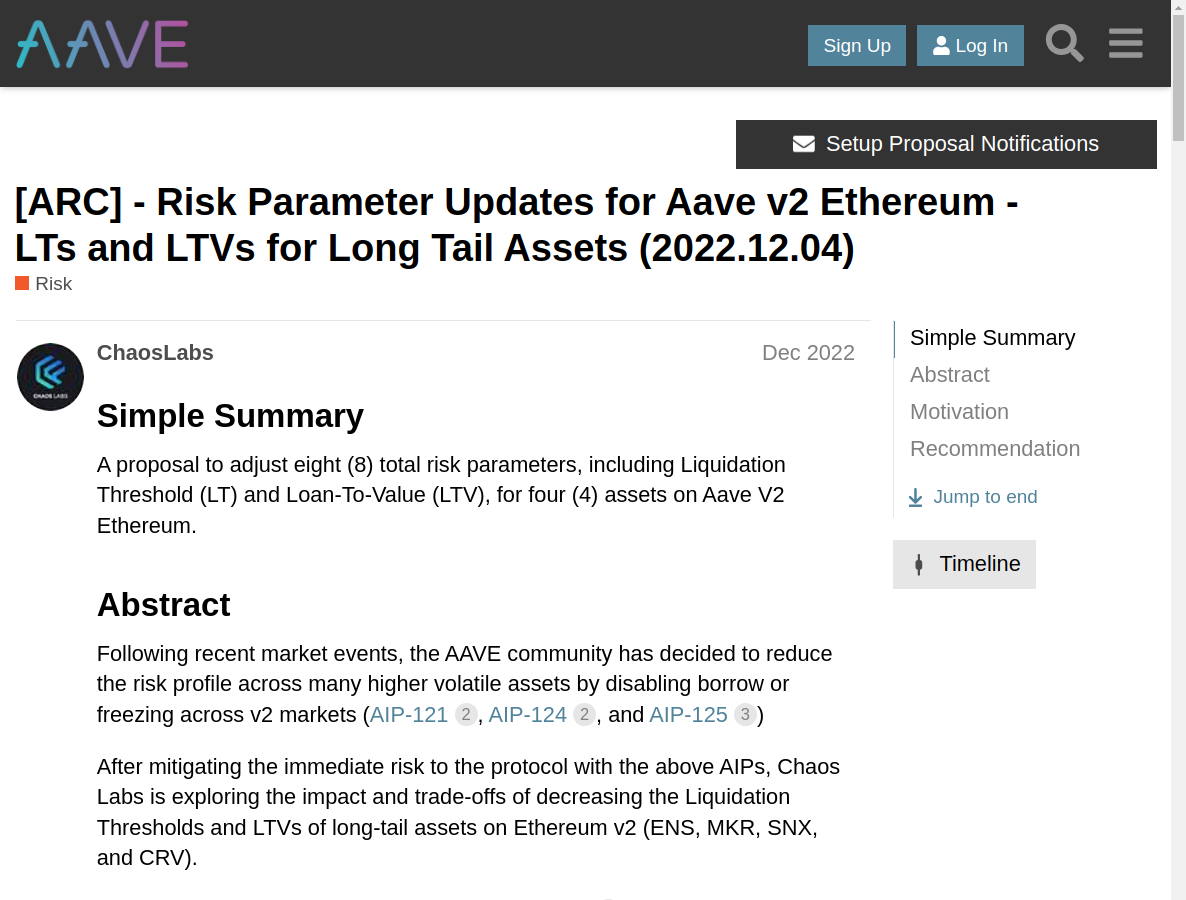 AAVE
Sign Up
Log In
Setup Proposal Notifications
[ARC] - Risk Parameter Updates for Aave v2 Ethereum -
LTs and LTVs for Long Tail Assets (2022.12.04)
Risk
ChaosLabs
Dec 2022
CHAOS LABS
Simple Summary
A proposal to adjust eight (8) total risk parameters, including Liquidation
Threshold (LT) and Loan-To-Value (LTV), for four (4) assets on Aave V2
Ethereum.
Abstract
Following recent market events, the AAVE community has decided to reduce
the risk profile across many higher volatile assets by disabling borrow or
freezing across v2 markets (AIP-121 2, AIP-124 2, and AIP-125 3)
After mitigating the immediate risk to the protocol with the above AIPs, Chaos
Labs is exploring the impact and trade-offs of decreasing the Liquidation
Thresholds and LTVs of long-tail assets on Ethereum v2 (ENS, MKR, SNX,
and CRV).
Simple Summary
Abstract
Motivation
Recommendation
Jump to end
Timeline